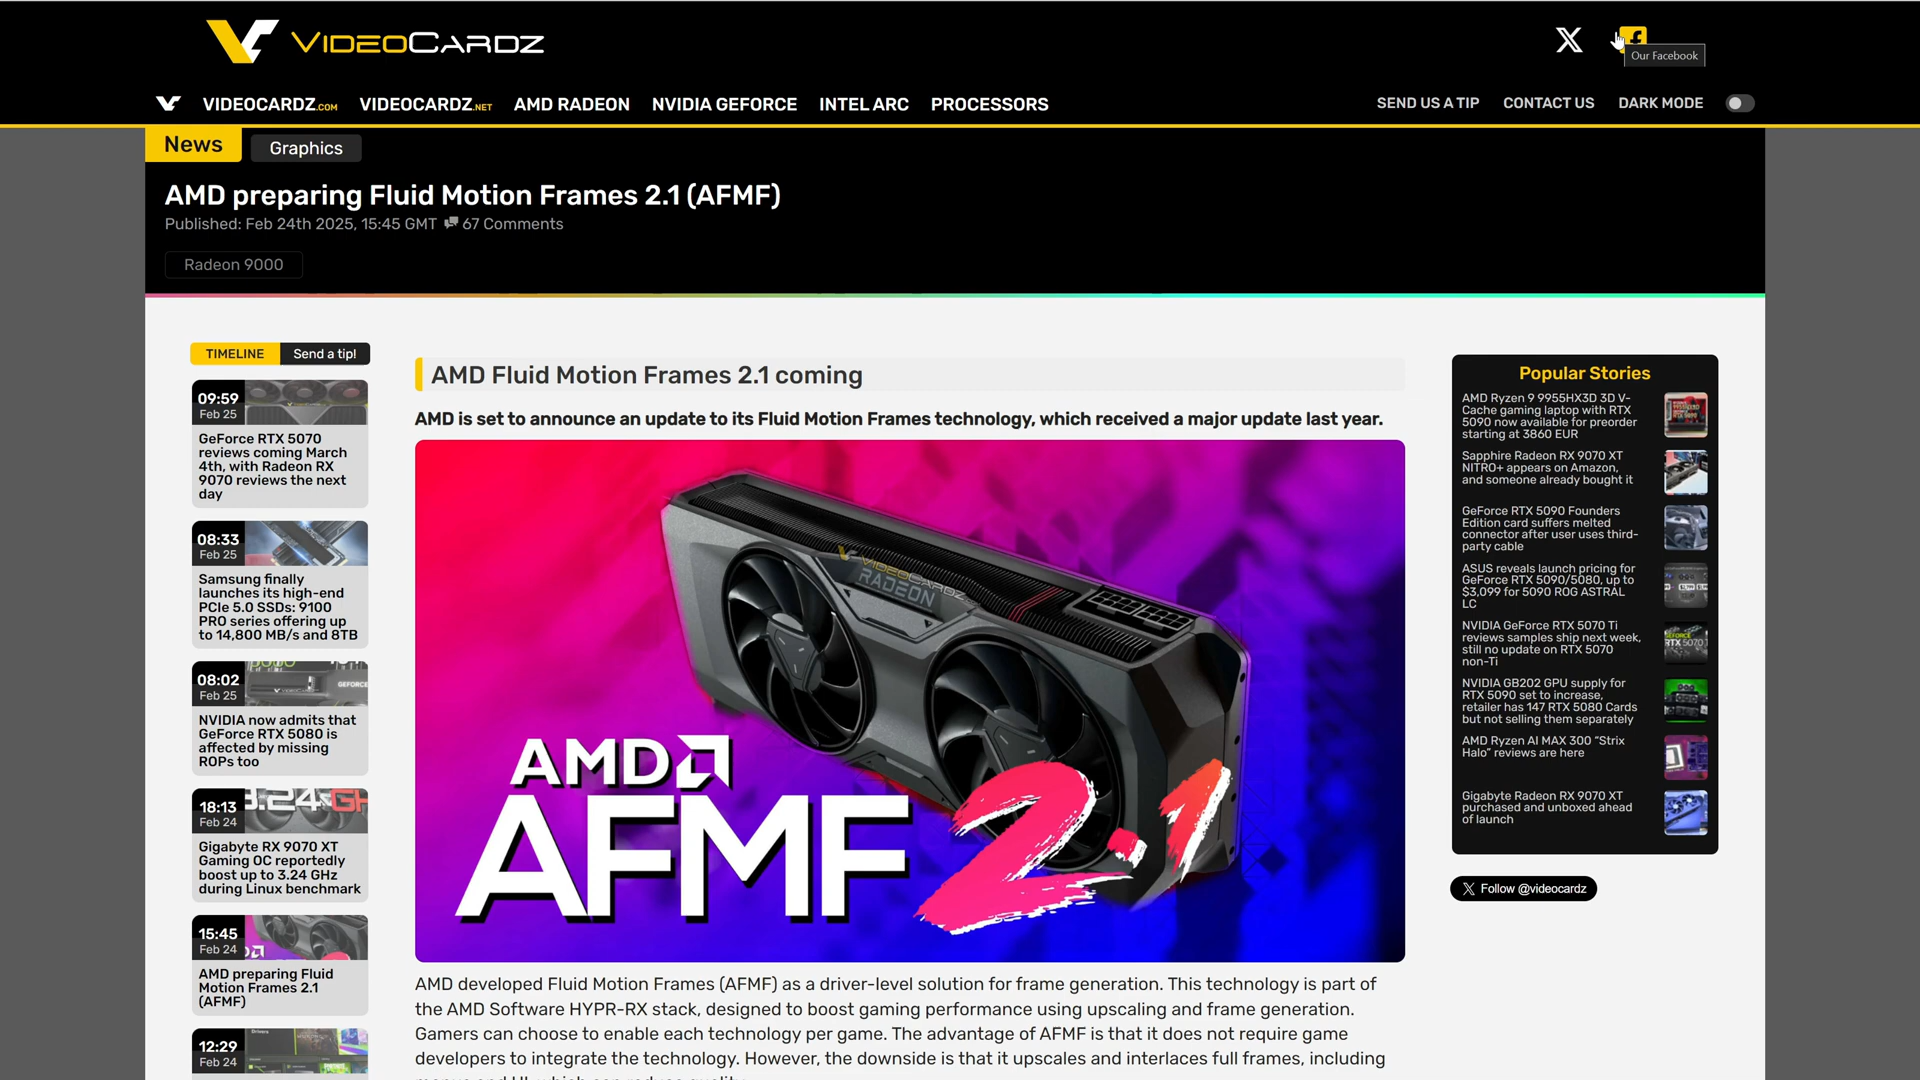 VIDEOCARDZ
Our Facebook
VIDEOCARDZ.COM VIDEOCARDZ.NET AMD RADEON NVIDIA GEFORCE INTEL ARC PROCESSORS SEND US A TIP CONTACT US DARK MODE
News Graphics
AMD preparing Fluid Motion Frames 2.1 (AFMF)
Published: Feb 24th 2025, 15:45 GMT 67 Comments
Radeon 9000
TIMELINE Send a tip!
09:59
Feb 25
GeForce RTX 5070
reviews coming March
4th, with Radeon RX
9070 reviews the next
day
08:33
Feb 25
Samsung finally
launches its high-end
PCIe 5.0 SSDs: 9100
PRO series offering up
to 14,800 MB/s and 8TB
08:02
Feb 25
GEFORCE
NVIDIA now admits that
GeForce RTX 5080 is
affected by missing
ROPs too
18:13
Feb 24
Gigabyte RX 9070 XT
Gaming OC reportedly
boost up to 3.24 GHz
during Linux benchmark
15:45
Feb 24
AMD preparing Fluid
Motion Frames 2.1
(AFMF)
12:29
Feb 24
AMD Fluid Motion Frames 2.1 coming
AMD is set to announce an update to its Fluid Motion Frames technology, which received a major update last year.
VIDEOCARDZ
RADEON
AMD
AFMF 2.1
AMD developed Fluid Motion Frames (AFMF) as a driver-level solution for frame generation. This technology is part of
the AMD Software HYPR-RX stack, designed to boost gaming performance using upscaling and frame generation.
Gamers can choose to enable each technology per game. The advantage of AFMF is that it does not require game
developers to integrate the technology. However, the downside is that it upscales and interlaces full frames, including
Popular Stories
AMD Ryzen 9 9955HX3D 3D V-
Cache gaming laptop with RTX
5090 now available for preorder
starting at 3860 EUR
Sapphire Radeon RX 9070 XT
NITRO+ appears on Amazon,
and someone already bought it
GeForce RTX 5090 Founders
Edition card suffers melted
connector after user uses third-
party cable
ASUS reveals launch pricing for
GeForce RTX 5090/5080, up to
$3,099 for 5090 ROG ASTRAL
LC
NVIDIA GeForce RTX 5070 Ti
reviews samples ship next week,
still no update on RTX 5070
non-Ti
NVIDIA GB202 GPU supply for
RTX 5090 set to increase,
retailer has 147 RTX 5080 Cards
but not selling them separately
AMD Ryzen AI MAX 300 “Strix
Halo” reviews are here
Gigabyte Radeon RX 9070 XT
purchased and unboxed ahead
of launch
Follow @videocardz